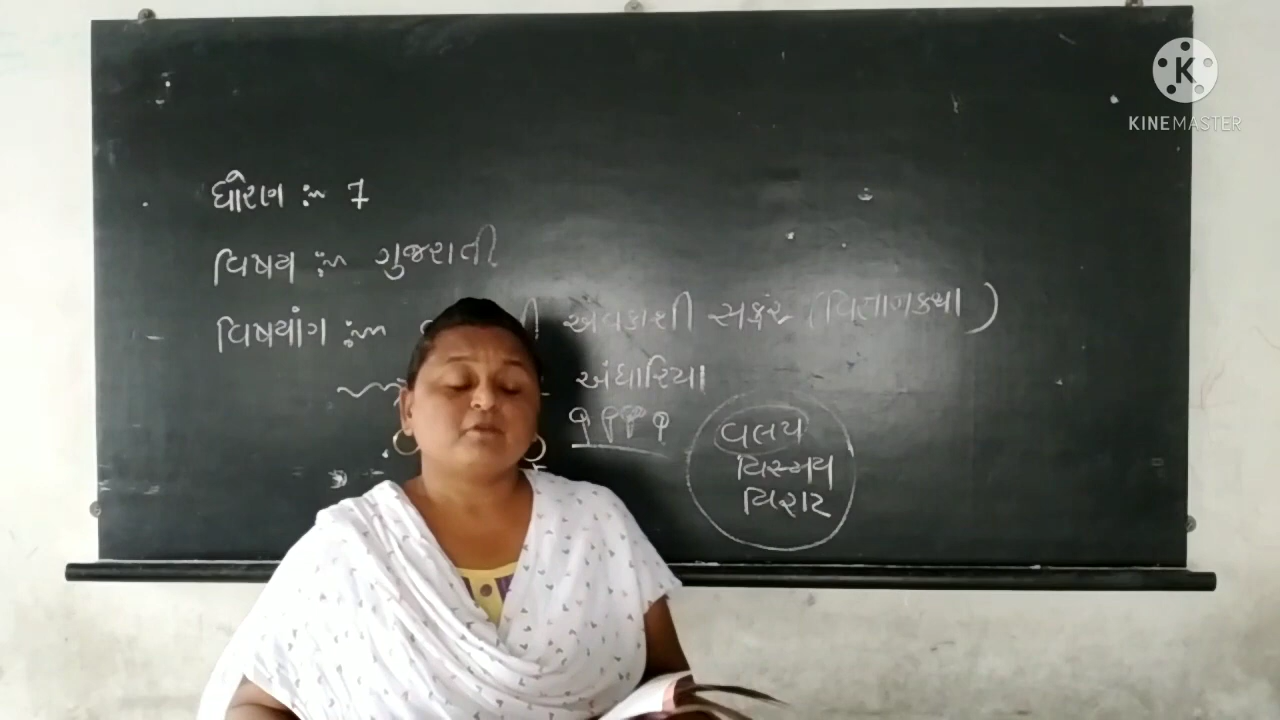 KINEMASTER
ધોરણ :~ 7
વિષય :~ ગુજરાતી
વિષયાંગ :~ અવકાશી સફર (વિજ્ઞાનકથા)
અંધારિયા
વલય
વિસ્મય
વિરાટ